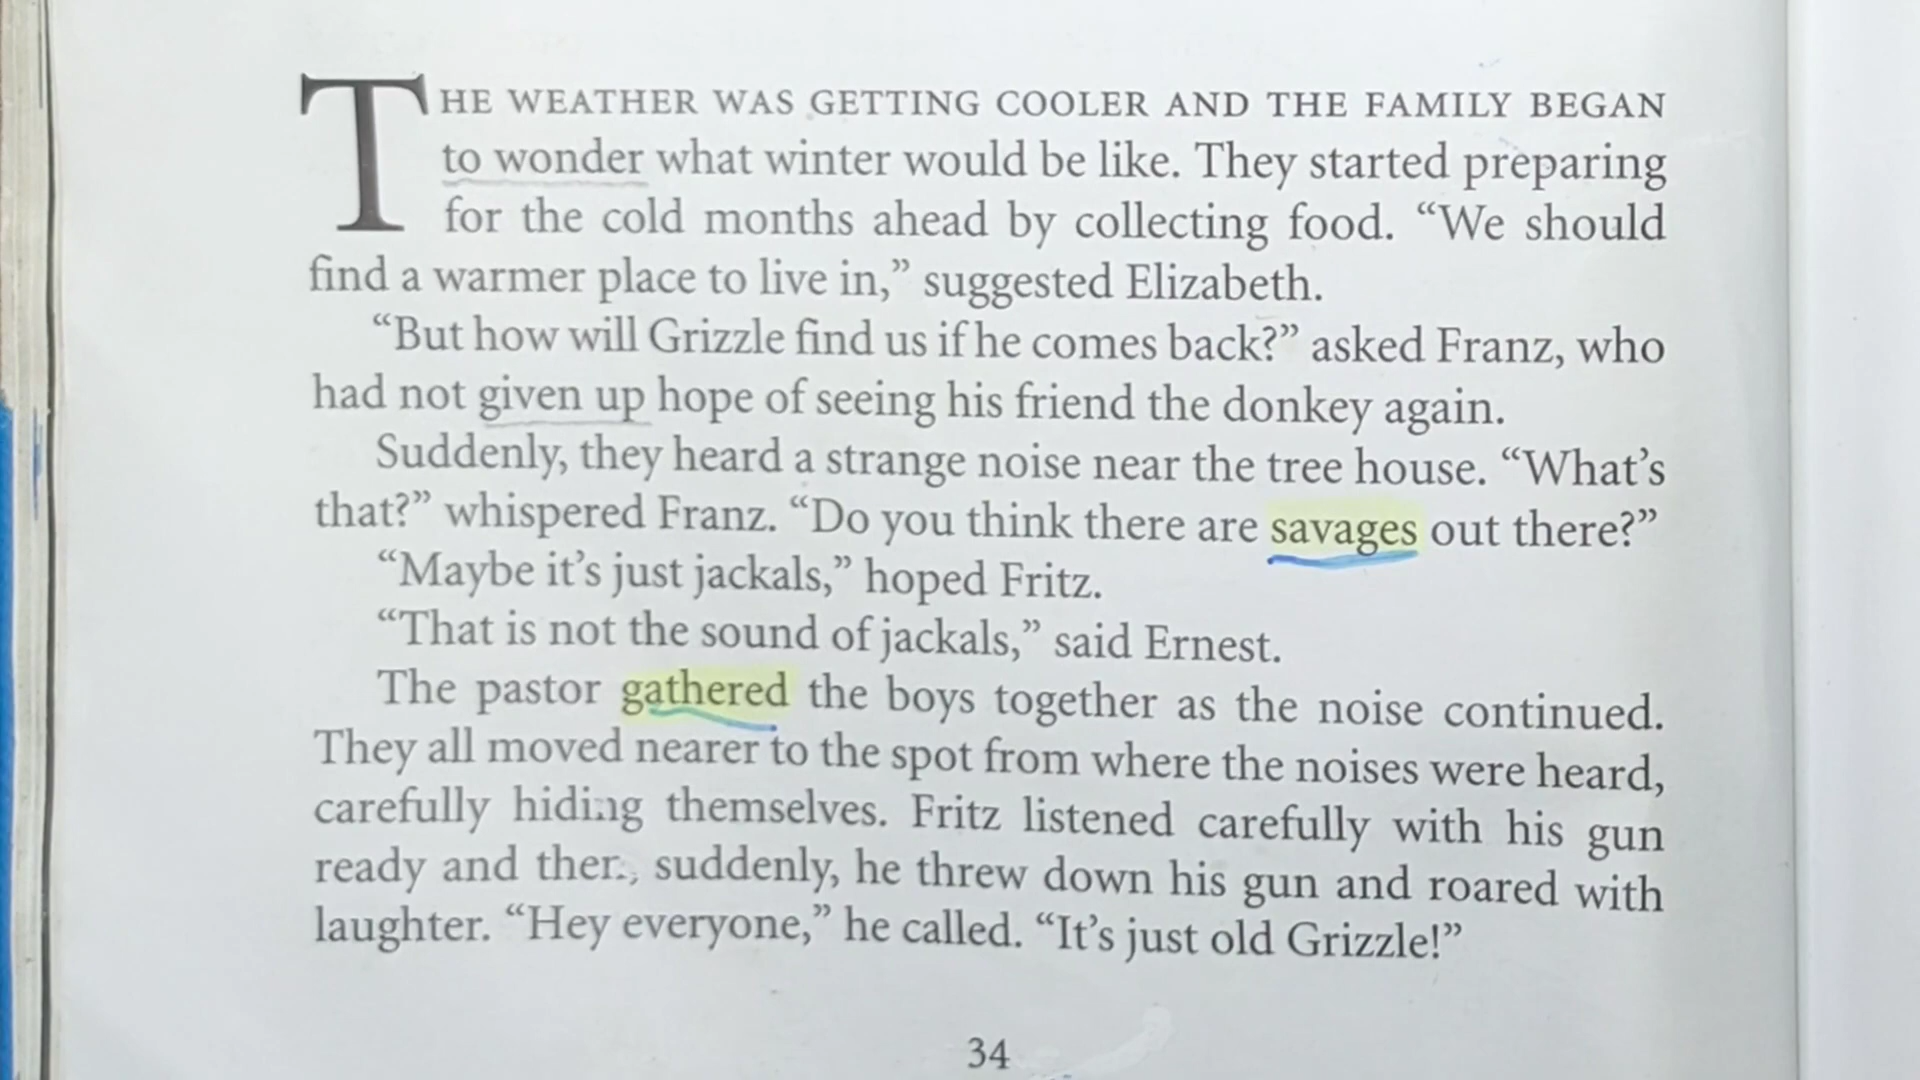 THE WEATHER WAS GETTING COOLER AND THE FAMILY BEGAN
to wonder what winter would be like. They started preparing
for the cold months ahead by collecting food. “We should
find a warmer place to live in,” suggested Elizabeth.
“But how will Grizzle find us if he comes back?” asked Franz, who
had not given up hope of seeing his friend the donkey again.
Suddenly, they heard a strange noise near the tree house. “What’s
that?” whispered Franz. “Do you think there are savages out there?”
“Maybe it’s just jackals,” hoped Fritz.
“That is not the sound of jackals,” said Ernest.
The pastor gathered the boys together as the noise continued.
They all moved nearer to the spot from where the noises were heard,
carefully hiding themselves. Fritz listened carefully with his gun
ready and then, suddenly, he threw down his gun and roared with
laughter. “Hey everyone,” he called. “It’s just old Grizzle!”
34